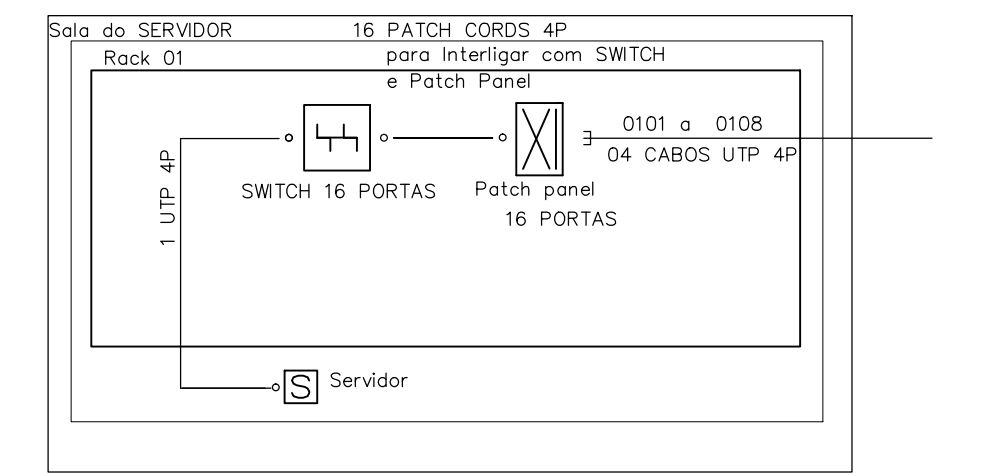 Sala do SERVIDOR
16 PATCH CORDS 4P
Rack 01
para Interligar com SWITCH
e Patch Panel
0101 a 0108
04 CABOS UTP 4P
1 UTP 4P
SWITCH 16 PORTAS
Patch panel
16 PORTAS
S
Servidor